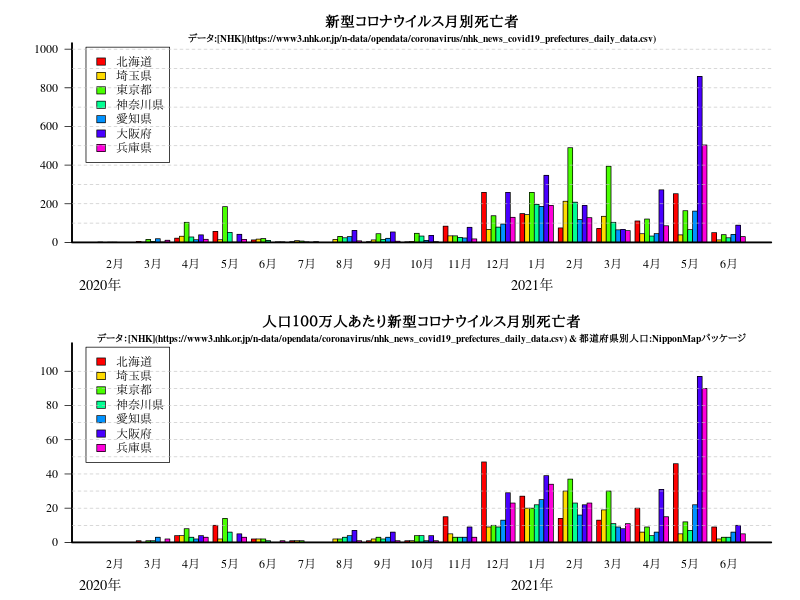 新型コロナウイルス月別死亡者
データ:[NHK](https://www3.nhk.or.jp/n-data/opendata/coronavirus/nhk_news_covid19_prefectures_daily_data.csv)
1000
800
600
400
200
0
北海道
埼玉県
東京都
神奈川県
愛知県
大阪府
兵庫県
2月 3月 4月 5月 6月 7月 8月 9月 10月 11月 12月 1月 2月 3月 4月 5月 6月
2020年 2021年
人口100万人あたり新型コロナウイルス月別死亡者
データ:[NHK](https://www3.nhk.or.jp/n-data/opendata/coronavirus/nhk_news_covid19_prefectures_daily_data.csv) & 都道府県別人口:NipponMapパッケージ
100
80
60
40
20
0
北海道
埼玉県
東京都
神奈川県
愛知県
大阪府
兵庫県
2月 3月 4月 5月 6月 7月 8月 9月 10月 11月 12月 1月 2月 3月 4月 5月 6月
2020年 2021年